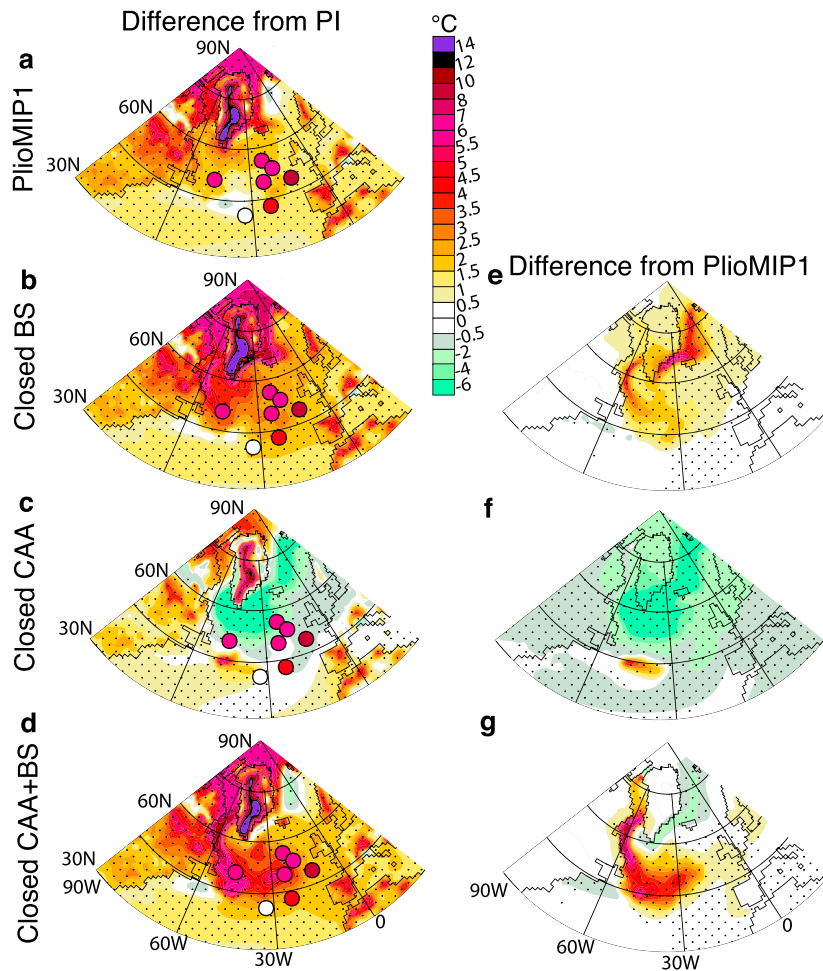 Difference from PI
°C
a
PlioMIP1
90N
60N
30N
14
12
10
8
7
6
5.5
5
4.5
4
3.5
3
2.5
2
1.5
1
0.5
0
-0.5
-2
-4
-6
b
Closed BS
90N
60N
30N
e
Difference from PlioMIP1
c
Closed CAA
90N
60N
30N
f
d
Closed CAA+BS
90N
60N
30N
90W
60W
30W
0
g
90W
60W
30W
0